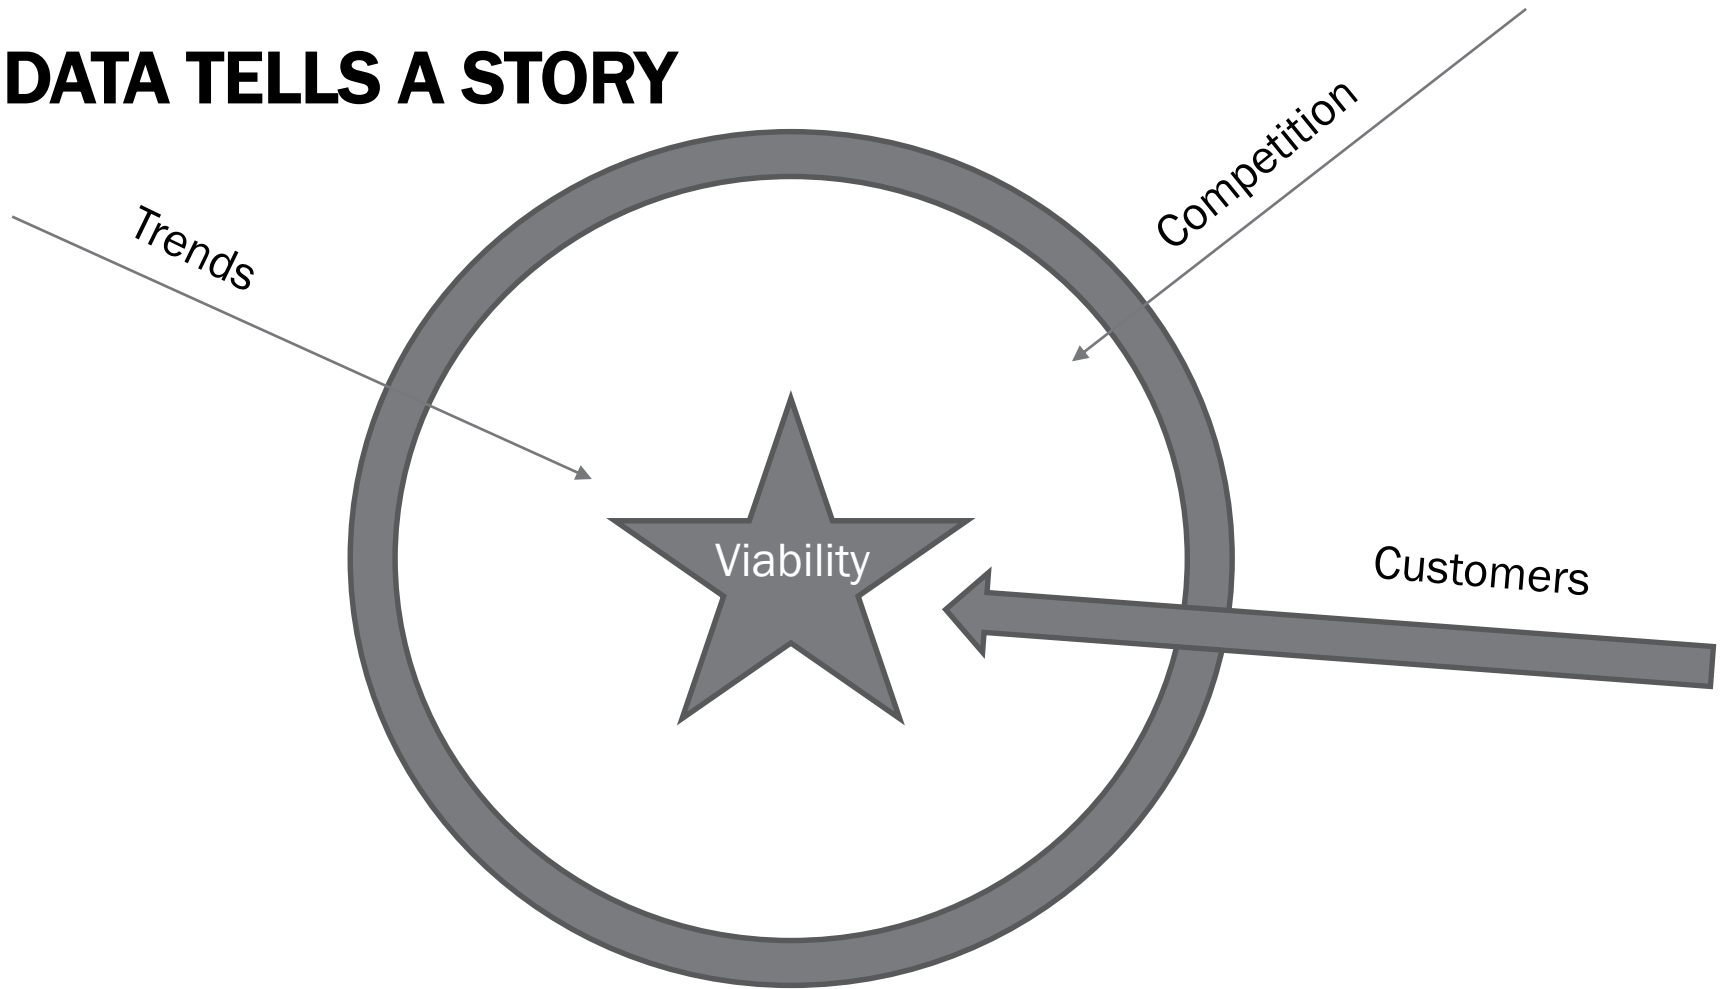 DATA TELLS A STORY
Trends
Competition
Viability
Customers